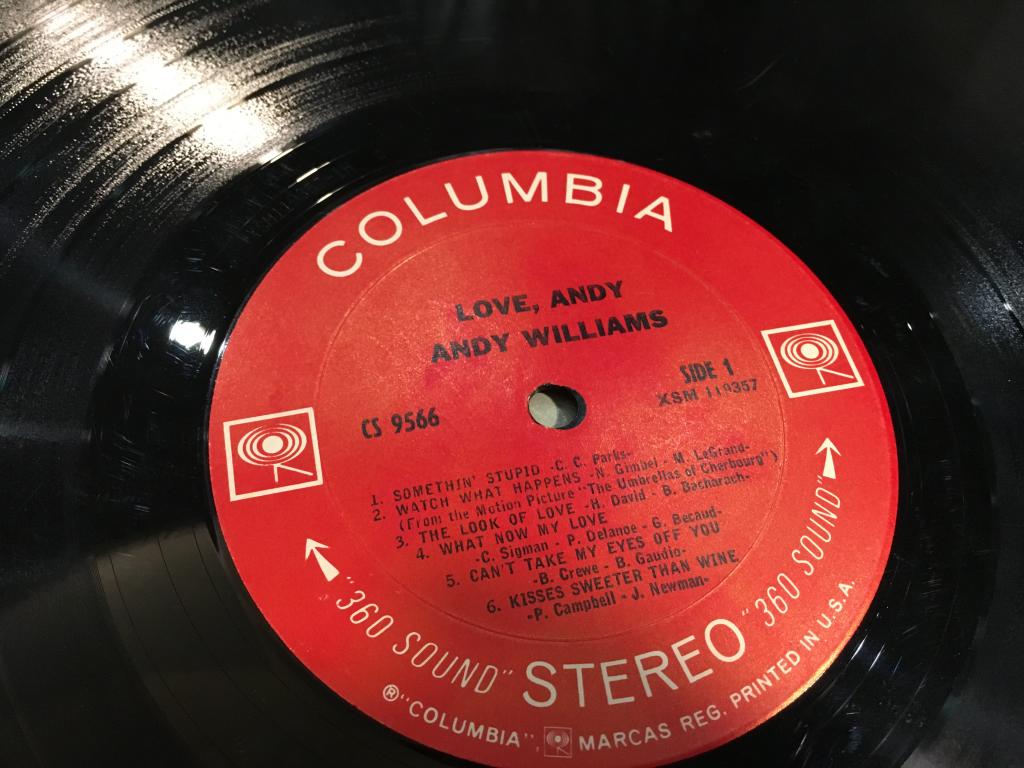 COLUMBIA
LOVE, ANDY
ANDY WILLIAMS
CS 9566
SIDE 1
XSM 119357
1. SOMETHIN' STUPID -C. C. Parks-
2. WATCH WHAT HAPPENS -N. Gimbel - M. LeGrand-
(From the Motion Picture "The Umbrellas of Cherbourg")
3. THE LOOK OF LOVE -H. David - B. Bacharach-
4. WHAT NOW MY LOVE
-C. Sigman - P. Delanoe - G. Becaud-
5. CAN'T TAKE MY EYES OFF YOU
-B. Crewe - B. Gaudio-
6. KISSES SWEETER THAN WINE
-P. Campbell - J. Newman-
"360 SOUND" STEREO "360 SOUND"
® "COLUMBIA", MARCAS REG. PRINTED IN U.S.A.